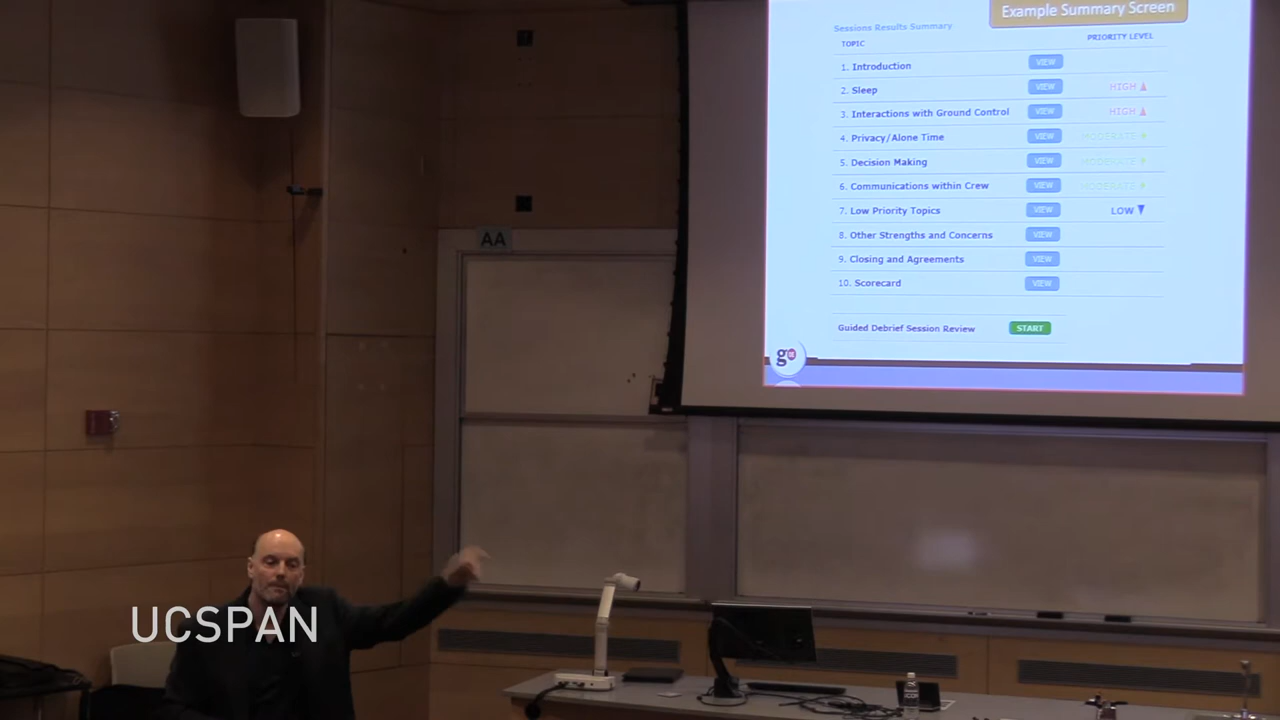 Example Summary Screen
Sessions Results Summary
TOPIC PRIORITY LEVEL
1. Introduction VIEW
2. Sleep VIEW HIGH
3. Interactions with Ground Control VIEW HIGH
4. Privacy/Alone Time VIEW MODERATE
5. Decision Making VIEW MODERATE
6. Communications within Crew VIEW MODERATE
7. Low Priority Topics VIEW LOW
8. Other Strengths and Concerns VIEW
9. Closing and Agreements VIEW
10. Scorecard VIEW
Guided Debrief Session Review START
AA
UCSPAN